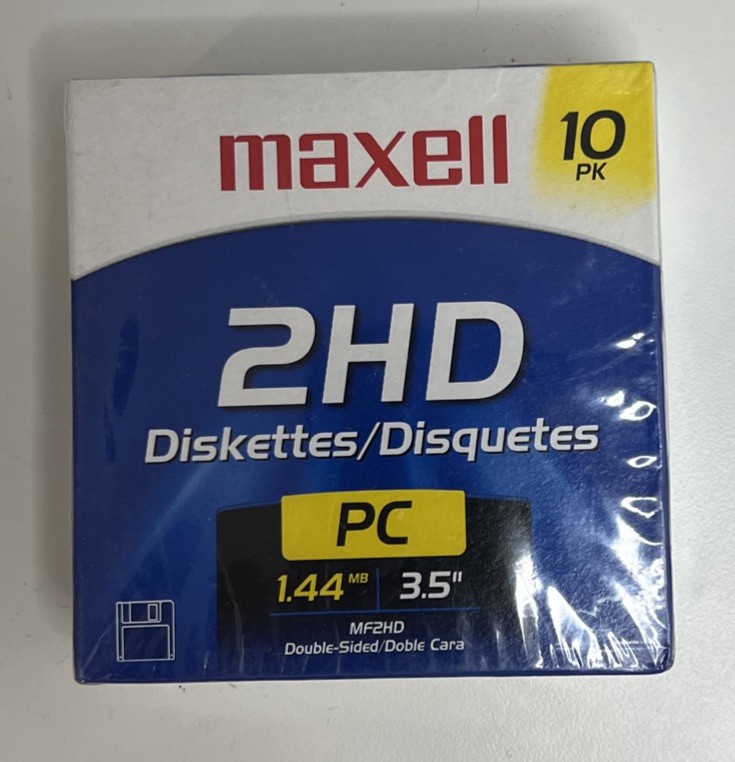 maxell
10
PK
2HD
Diskettes/Disquetes
PC
1.44 MB | 3.5"
MF2HD
Double-Sided/Doble Cara